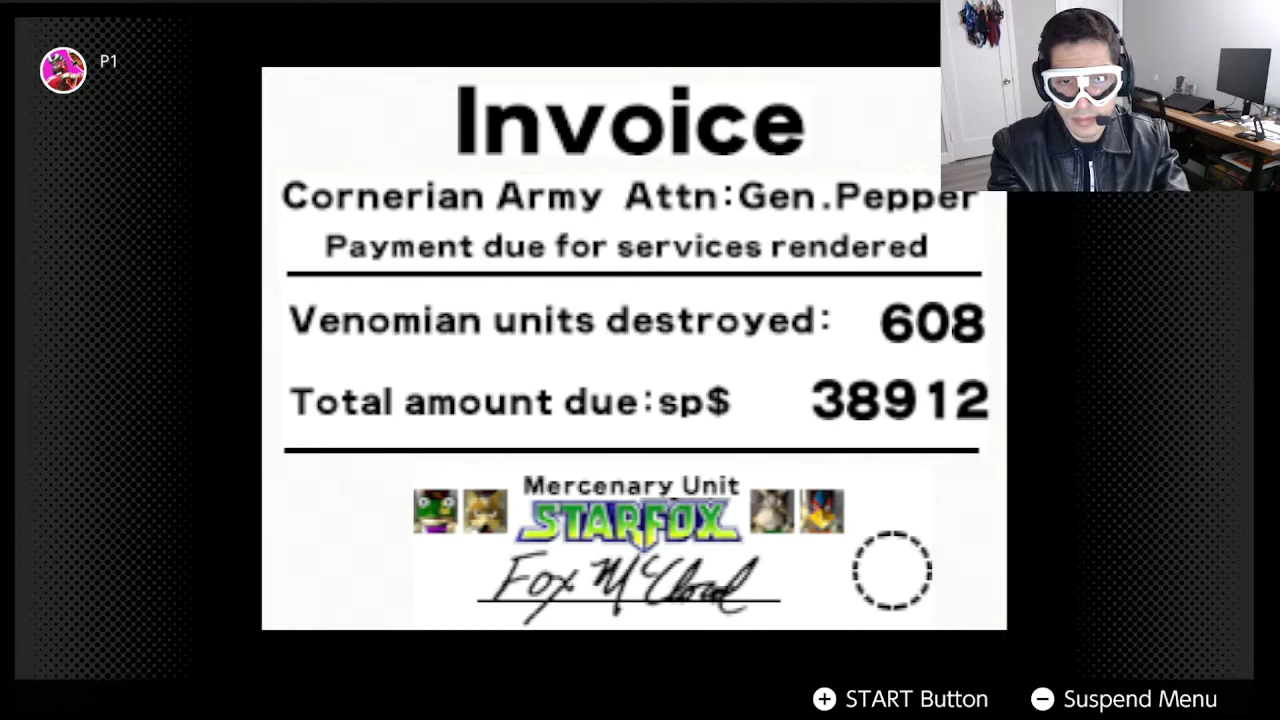 P1
Invoice
Cornerian Army Attn:Gen.Pepper
Payment due for services rendered
Venomian units destroyed: 608
Total amount due:sp$ 38912
Mercenary Unit
STARFOX
Fox McCloud
START Button
Suspend Menu